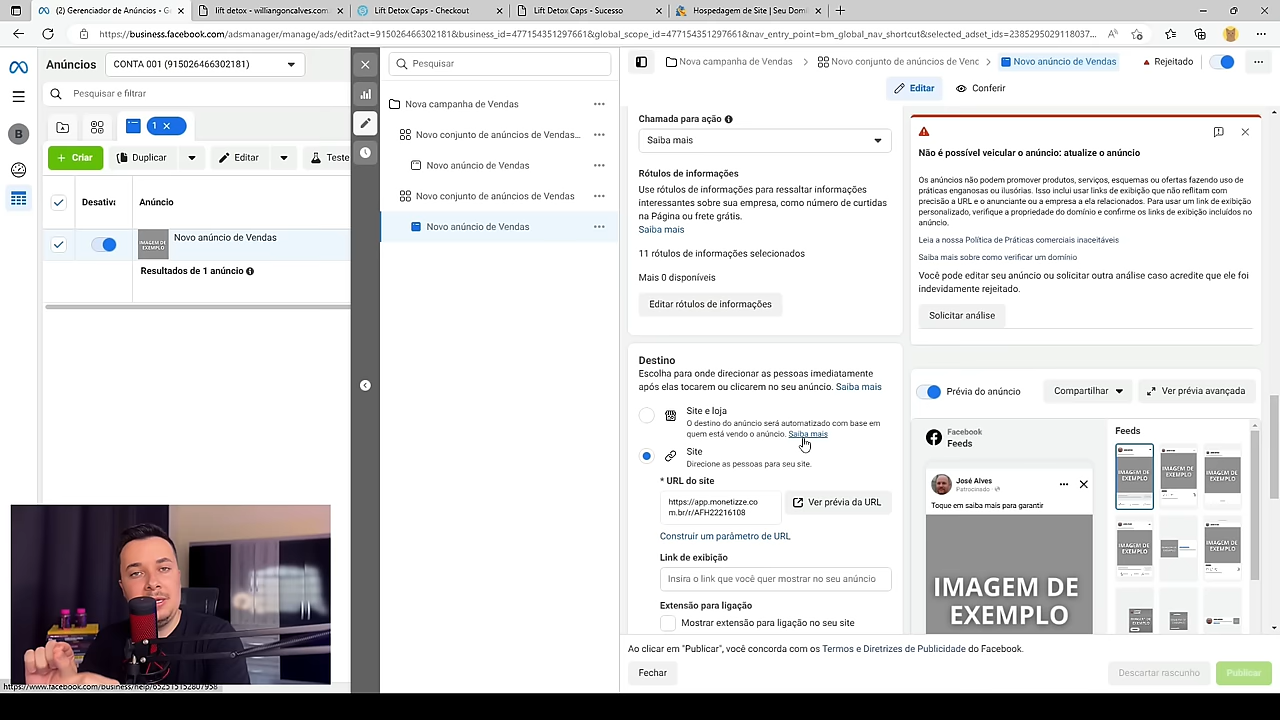 (2) Gerenciador de Anúncios - G
lift detox - williangoncalves.com.
Lift Detox Caps - Checkout
Lift Detox Caps - Sucesso
Hospedagem de Site | Seu Dom
https://business.facebook.com/adsmanager/manage/ads/edit?act=915026466302181&business_id=477154351297661&global_scope_id=477154351297661&nav_entry_point=bm_global_nav_shortcut&selected_adset_ids=2385295029118037...
Anúncios
CONTA 001 (915026466302181)
Pesquisar e filtrar
1
Criar
Duplicar
Editar
Teste
Desativ
Anúncio
IMAGEM DE EXEMPLO
Novo anúncio de Vendas
Resultados de 1 anúncio
B
Pesquisar
Nova campanha de Vendas
Novo conjunto de anúncios de Vendas...
Novo anúncio de Vendas
Novo conjunto de anúncios de Vendas
Novo anúncio de Vendas
Nova campanha de Vendas
Novo conjunto de anúncios de Venc
Novo anúncio de Vendas
Rejeitado
Editar
Conferir
Chamada para ação
Saiba mais
Rótulos de informações
Use rótulos de informações para ressaltar informações
interessantes sobre sua empresa, como número de curtidas
na Página ou frete grátis.
Saiba mais
11 rótulos de informações selecionados
Mais 0 disponíveis
Editar rótulos de informações
Destino
Escolha para onde direcionar as pessoas imediatamente
após elas tocarem ou clicarem no seu anúncio. Saiba mais
Site e loja
O destino do anúncio será automatizado com base em
quem está vendo o anúncio. Saiba mais
Site
Direcione as pessoas para seu site.
* URL do site
https://app.monetizze.co
m.br/r/AFH22216108
Ver prévia da URL
Construir um parâmetro de URL
Link de exibição
Insira o link que você quer mostrar no seu anúncio
Extensão para ligação
Mostrar extensão para ligação no seu site
Não é possível veicular o anúncio: atualize o anúncio
Os anúncios não podem promover produtos, serviços, esquemas ou ofertas fazendo uso de
práticas enganosas ou ilusórias. Isso inclui usar links de exibição que não reflitam com
precisão a URL e o anunciante ou a empresa a ela relacionados. Para usar um link de exibição
personalizado, verifique a propriedade do domínio e confirme os links de exibição incluídos no
anúncio.
Leia a nossa Política de Práticas comerciais inaceitáveis
Saiba mais sobre como verificar um domínio
Você pode editar seu anúncio ou solicitar outra análise caso acredite que ele foi
indevidamente rejeitado.
Solicitar análise
Prévia do anúncio
Compartilhar
Ver prévia avançada
Facebook
Feeds
José Alves
Patrocinado
Toque em saiba mais para garantir
IMAGEM DE
EXEMPLO
Feeds
Ao clicar em "Publicar", você concorda com os Termos e Diretrizes de Publicidade do Facebook.
Fechar
Descartar rascunho
Publicar
https://www.facebook.com/business/help/652515152807958